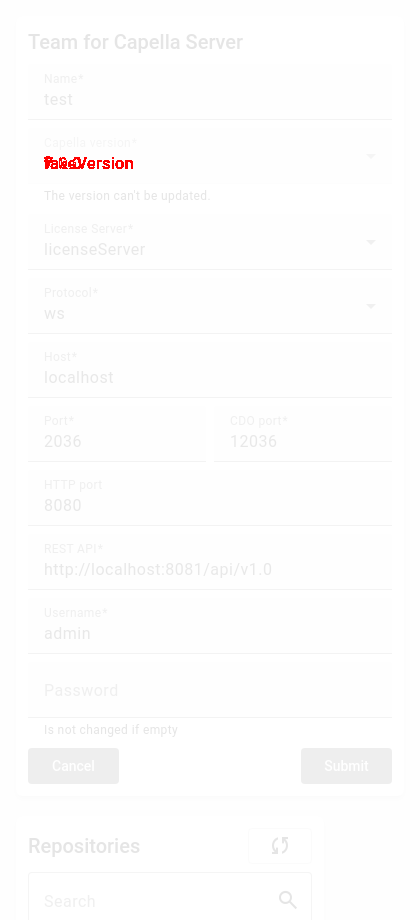 Team for Capella Server
Name*
test
Capella version*
The version can't be updated.
License Server*
licenseServer
Protocol*
ws
Host*
localhost
Port*
CDO port*
2036
12036
HTTP port
8080
REST API*
http://localhost:8081/api/v1.0
Username*
admin
Password
Is not changed if empty
Cancel
Submit
Repositories
Search